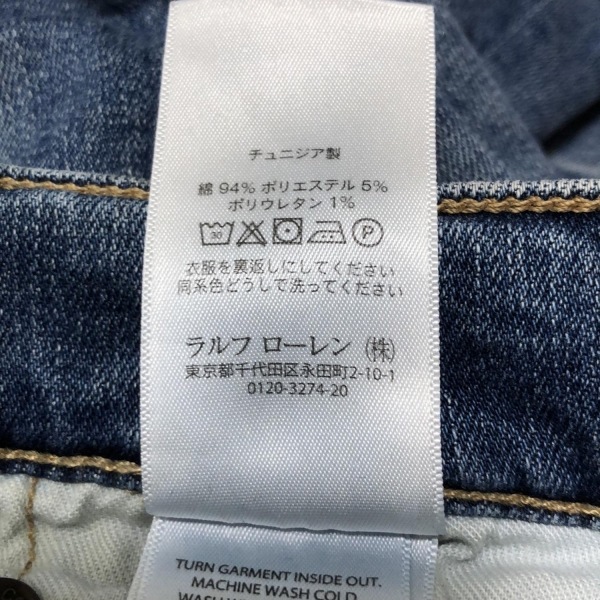 チュニジア製
綿 94% ポリエステル 5%
ポリウレタン 1%
30 P
衣服を裏返しにしてください
同系色どうしで洗ってください
ラルフ ローレン (株)
東京都千代田区永田町2-10-1
0120-3274-20
TURN GARMENT INSIDE OUT.
MACHINE WASH COLD